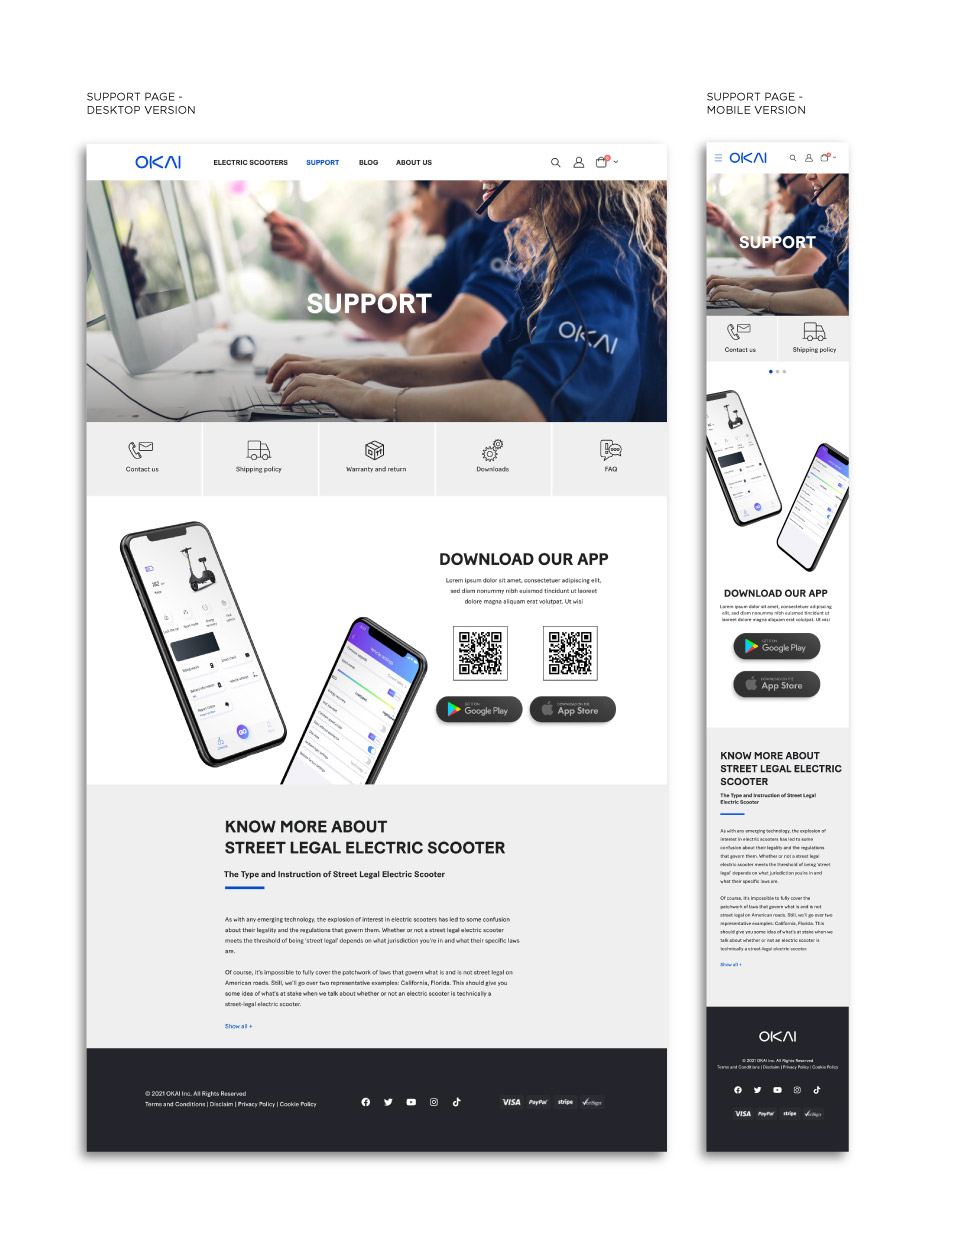 SUPPORT PAGE -
DESKTOP VERSION
OKAI
ELECTRIC SCOOTERS
SUPPORT
BLOG
ABOUT US
SUPPORT
OKAI
Contact us
Shipping policy
Warranty and return
Downloads
FAQ
GO
DOWNLOAD OUR APP
Lorem ipsum dolor sit amet, consectetuer adipiscing elit,
sed diam nonummy nibh euismod tincidunt ut laoreet
dolore magna aliquam erat volutpat. Ut wisi
GET IT ON
Google Play
DOWNLOAD ON THE
App Store
KNOW MORE ABOUT
STREET LEGAL ELECTRIC SCOOTER
The Type and Instruction of Street Legal Electric Scooter
As with any emerging technology, the explosion of interest in electric scooters has led to some confusion
about their legality and the regulations that govern them. Whether or not a street legal electric scooter
meets the threshold of being 'street legal' depends on what jurisdiction you're in and what their specific laws
are.
Of course, it's impossible to fully cover the patchwork of laws that govern what is and is not street legal on
American roads. Still, we'll go over two representative examples: California, Florida. This should give you
some idea of what's at stake when we talk about whether or not an electric scooter is technically a
street-legal electric scooter.
Show all +
© 2021 OKAI Inc. All Rights Reserved
Terms and Conditions | Disclaim | Privacy Policy | Cookie Policy
VISA
PayPal
stripe
VeriSign
SUPPORT PAGE -
MOBILE VERSION
OKAI
SUPPORT
Contact us
Shipping policy
DOWNLOAD OUR APP
Lorem ipsum dolor sit amet, consectetuer adipiscing
elit, sed diam nonummy nibh euismod tincidunt ut
laoreet dolore magna aliquam erat volutpat. Ut wisi
GET IT ON
Google Play
DOWNLOAD ON THE
App Store
KNOW MORE ABOUT
STREET LEGAL ELECTRIC
SCOOTER
The Type and Instruction of Street Legal
Electric Scooter
As with any emerging technology, the explosion of
interest in electric scooters has led to some
confusion about their legality and the regulations
that govern them. Whether or not a street legal
electric scooter meets the threshold of being 'street
legal' depends on what jurisdiction you're in and
what their specific laws are.
Of course, it's impossible to fully cover the
patchwork of laws that govern what is and is not
street legal on American roads. Still, we'll go over two
representative examples: California, Florida. This
should give you some idea of what's at stake when we
talk about whether or not an electric scooter is
technically a street-legal electric scooter.
Show all +
OKAI
© 2021 OKAI Inc. All Rights Reserved
Terms and Conditions | Disclaim | Privacy Policy | Cookie Policy
VISA
PayPal
stripe
VeriSign